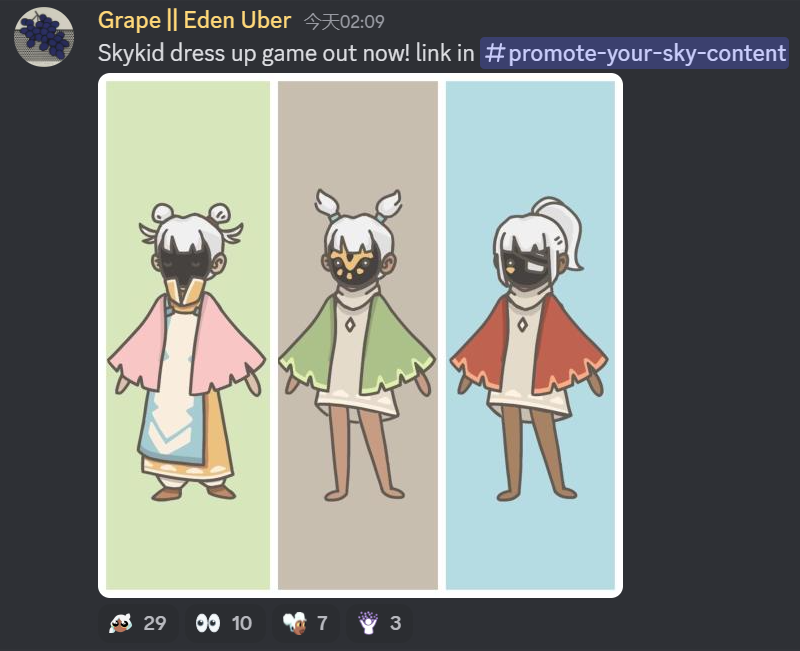 Grape || Eden Uber 今天02:09
Skykid dress up game out now! link in #promote-your-sky-content
29 10 7 3